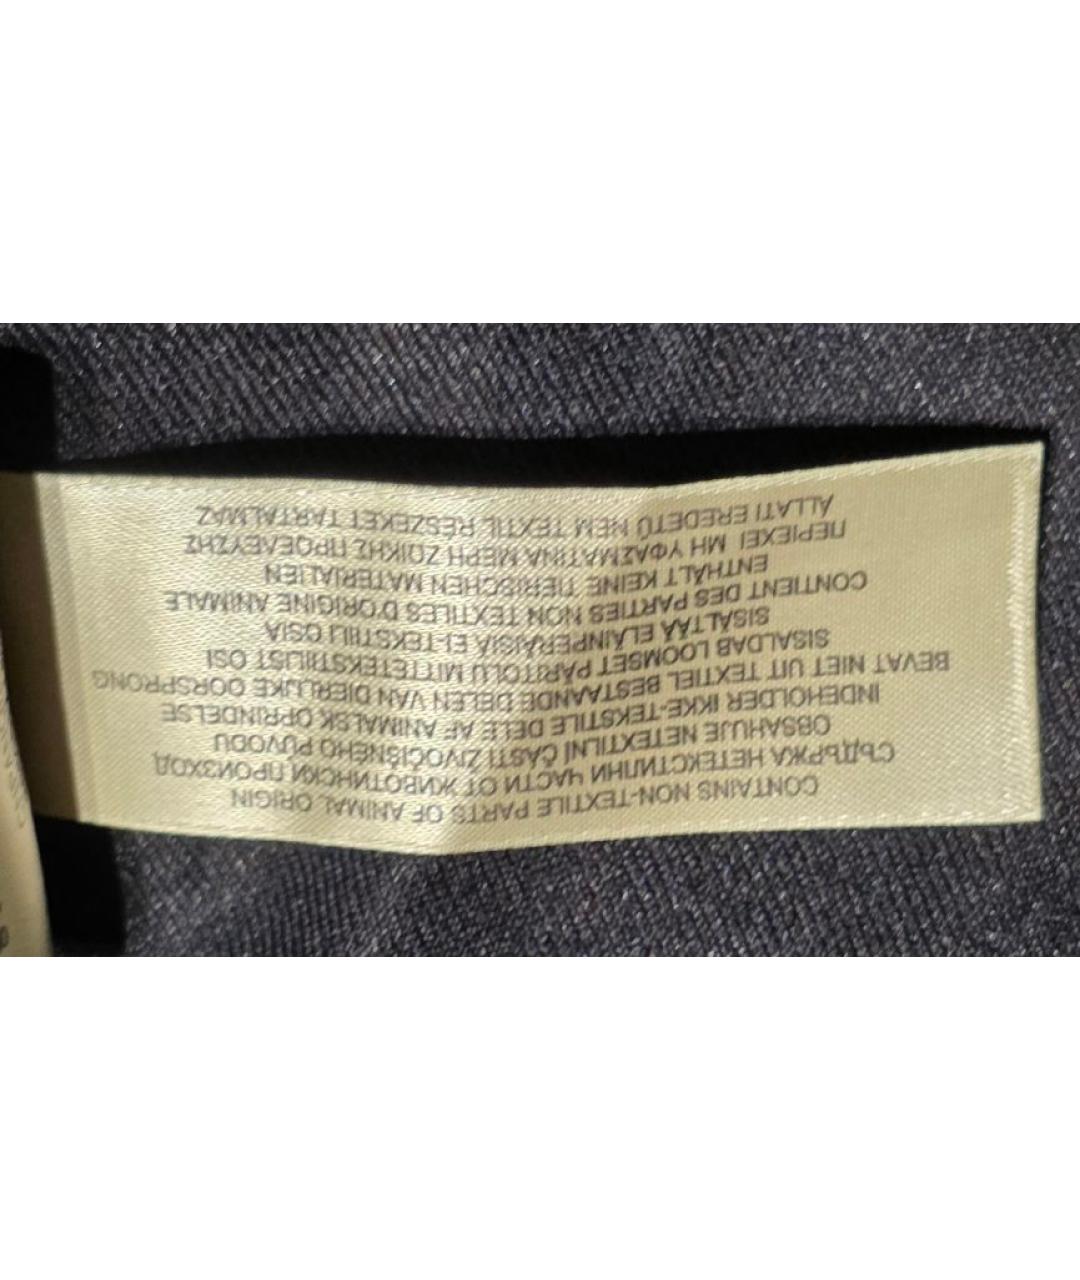 CONTAINS NON-TEXTILE PARTS OF ANIMAL ORIGIN
СЪДЪРЖА НЕТЕКСТИЛНИ ЧАСТИ ОТ ЖИВОТИНСКИ ПРОИЗХОД
OBSAHUJE NETEXTILNÍ ČÁSTI ŽIVOČIŠNÉHO PŮVODU
INDEHOLDER IKKE-TEKSTILE DELE AF ANIMALSK OPRINDELSE
BEVAT NIET UIT TEXTIEL BESTAANDE DELEN VAN DIERLIJKE OORSPRONG
SISALDAB LOOMSET PÄRITOLU MITTETEKSTIILIST OSI
SISÄLTÄÄ ELÄINPERÄISIÄ EI-TEKSTIILI OSIA
CONTIENT DES PARTIES NON TEXTILES D'ORIGINE ANIMALE
ENTHÄLT KEINE TIERISCHEN MATERIALIEN
ΠΕΡΙΕΧΕΙ ΜΗ ΥΦΑΣΜΑΤΙΝΑ ΜΕΡΗ ΖΩΙΚΗΣ ΠΡΟΕΛΕΥΣΗΣ
ÁLLATI EREDETŰ NEM TEXTIL RÉSZEKET TARTALMAZ